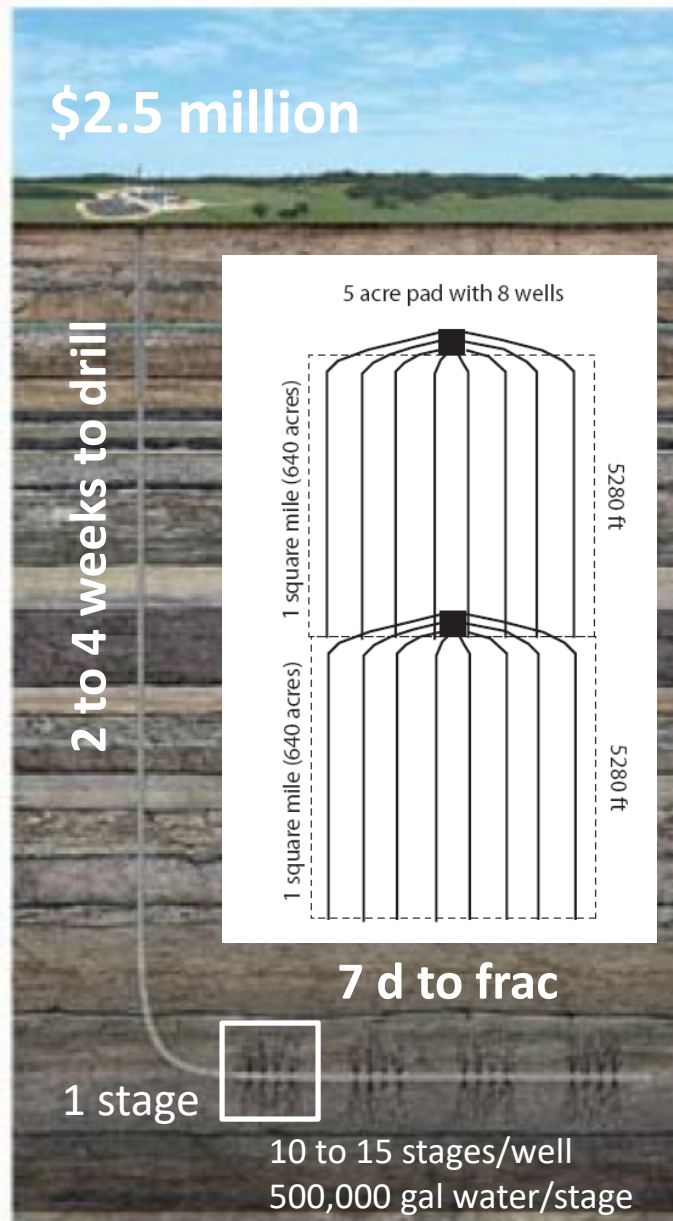 $2.5 million
2 to 4 weeks to drill
5 acre pad with 8 wells
1 square mile (640 acres)
5280 ft
1 square mile (640 acres)
5280 ft
7 d to frac
1 stage
10 to 15 stages/well
500,000 gal water/stage